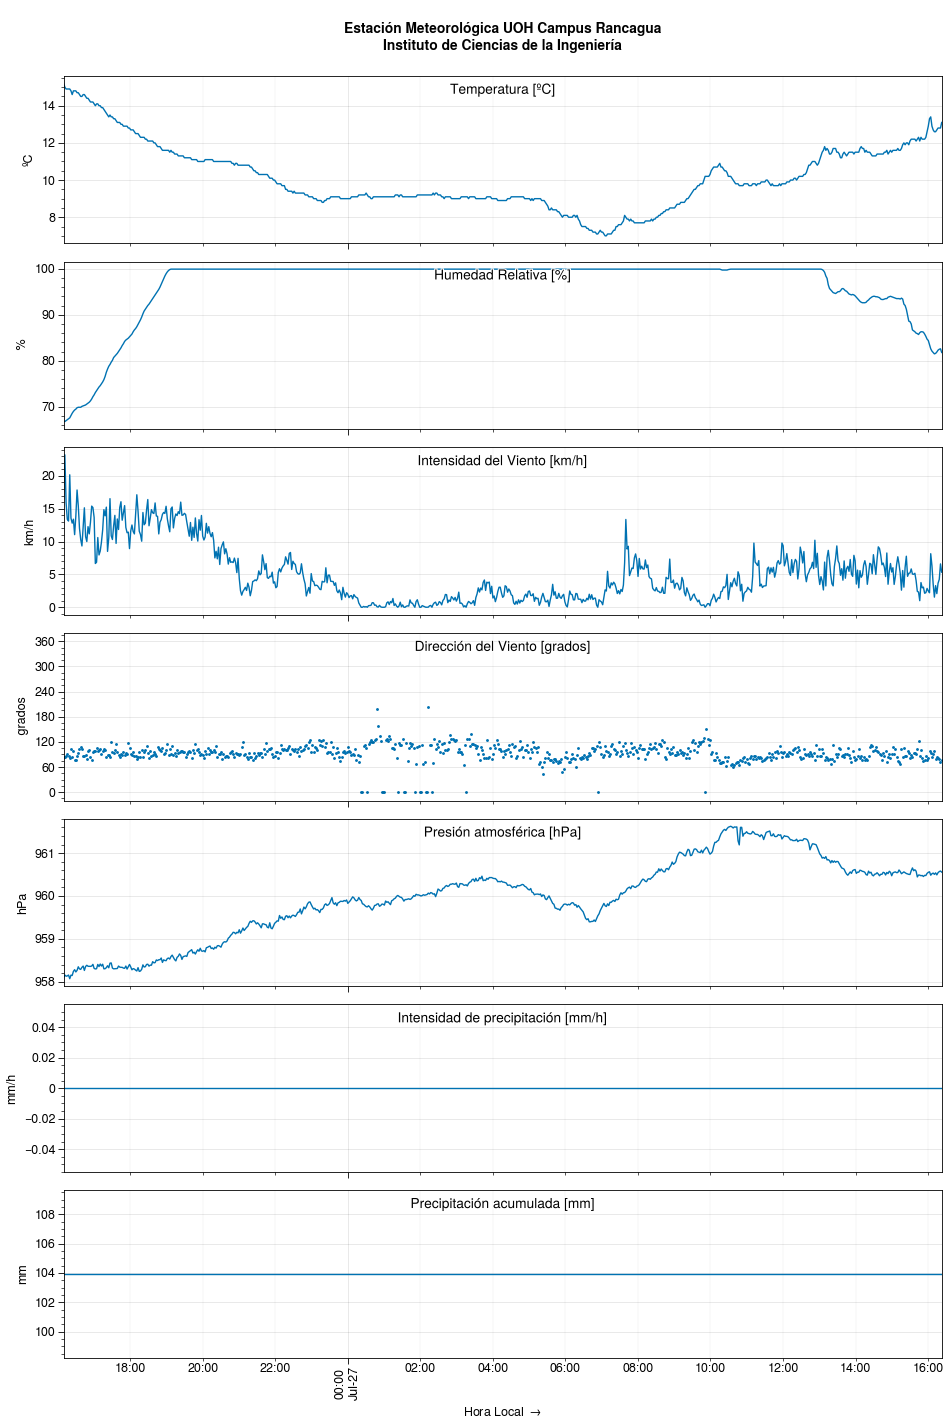 Estación Meteorológica UOH Campus Rancagua
Instituto de Ciencias de la Ingeniería
Temperatura [ºC]
14
12
10
8
ºC
Humedad Relativa [%]
100
90
80
70
%
Intensidad del Viento [km/h]
20
15
10
5
0
km/h
Dirección del Viento [grados]
360
300
240
180
120
60
0
grados
Presión atmosférica [hPa]
961
960
959
958
hPa
Intensidad de precipitación [mm/h]
0.04
0.02
0
−0.02
−0.04
mm/h
Precipitación acumulada [mm]
108
106
104
102
100
mm
18:00 20:00 22:00 00:00 02:00 04:00 06:00 08:00 10:00 12:00 14:00 16:00
Jul-27
Hora Local →